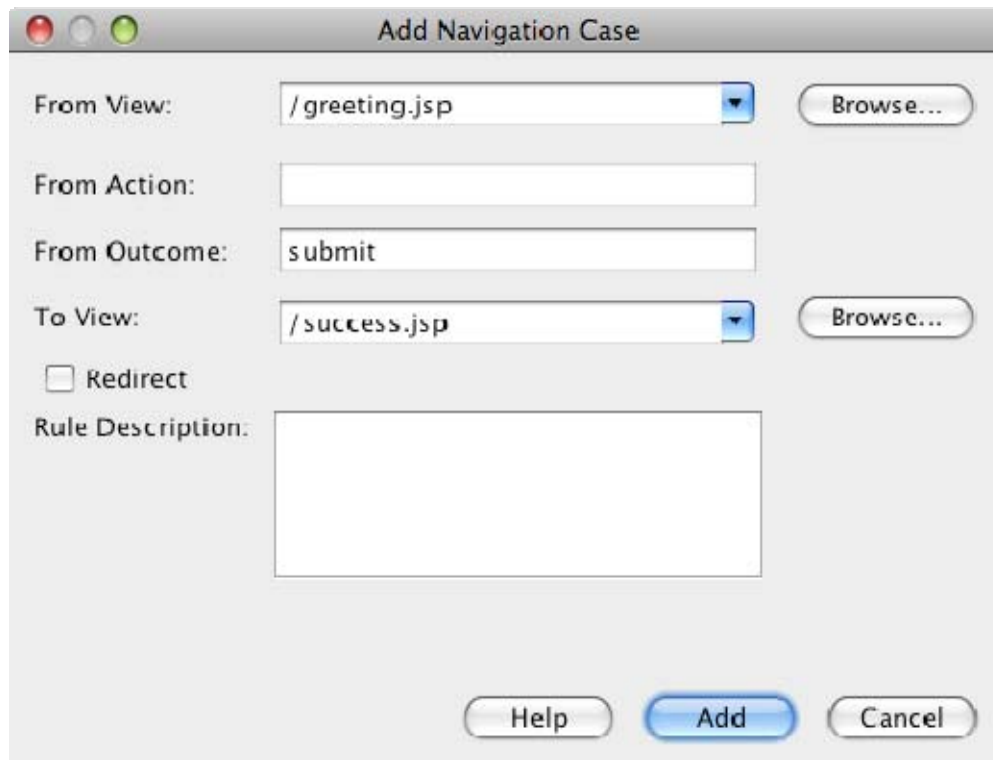 Add Navigation Case
From View: /greeting.jsp Browse...
From Action:
From Outcome: submit
To View: /success.jsp Browse...
Redirect
Rule Description:
Help Add Cancel